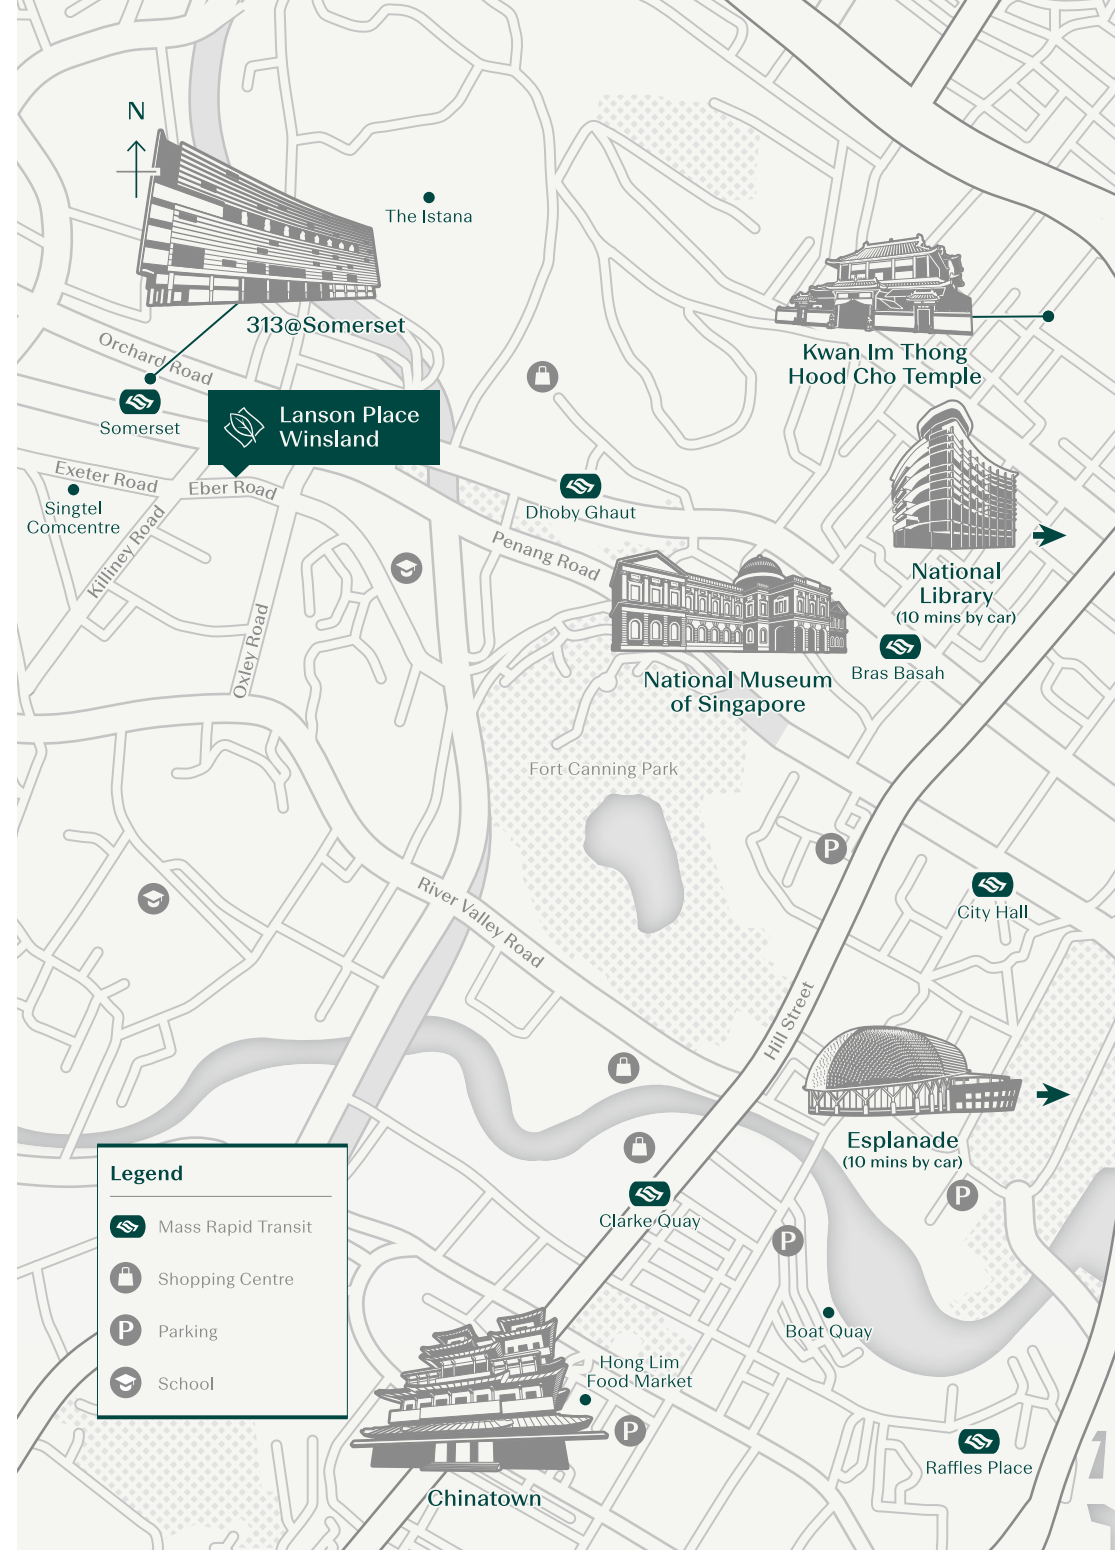 N
The Istana
313@Somerset
Orchard Road
Kwan Im Thong
Hood Cho Temple
Somerset
Lanson Place
Winsland
Exeter Road
Eber Road
Singtel
Comcentre
Killiney Road
Dhoby Ghaut
Penang Road
National
Library
(10 mins by car)
Oxley Road
Bras Basah
National Museum
of Singapore
Fort Canning Park
P
River Valley Road
City Hall
Hill Street
Esplanade
(10 mins by car)
Legend
Mass Rapid Transit
Shopping Centre
P Parking
School
P
Clarke Quay
P
Boat Quay
Hong Lim
Food Market
P
Raffles Place
Chinatown